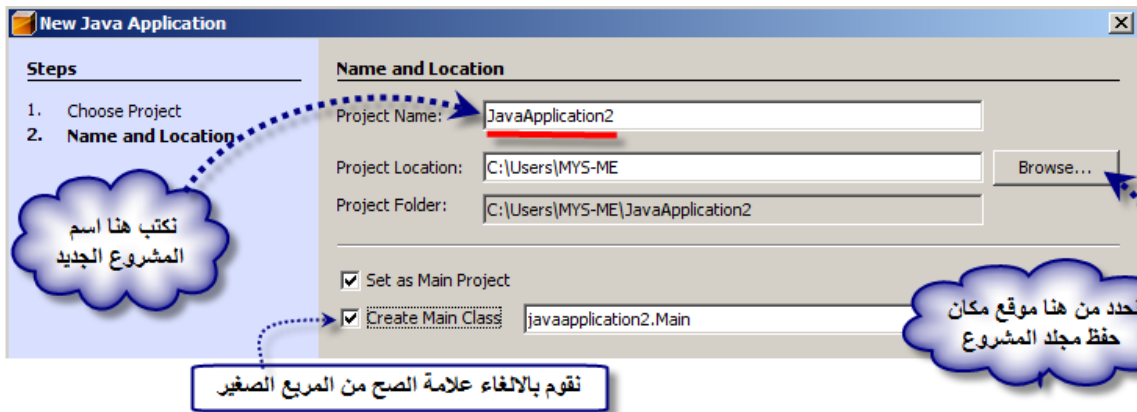 New Java Application
Steps
1. Choose Project
2. Name and Location
Name and Location
Project Name: JavaApplication2
Project Location: C:\Users\MYS-ME Browse...
Project Folder: C:\Users\MYS-ME\JavaApplication2
نكتب هنا اسم
المشروع الجديد
Set as Main Project
Create Main Class javaapplication2.Main
نحدد من هنا موقع مكان
حفظ مجلد المشروع
نقوم بالالغاء علامة الصح من المربع الصغير